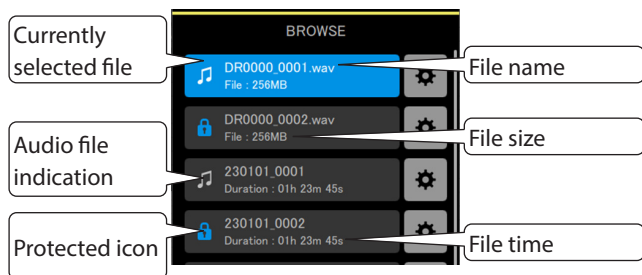 Currently
selected file
BROWSE
DR0000_0001.wav
File : 256MB
File name
DR0000_0002.wav
File : 256MB
File size
Audio file
indication
230101_0001
Duration : 01h 23m 45s
Protected icon
230101_0002
Duration : 01h 23m 45s
File time